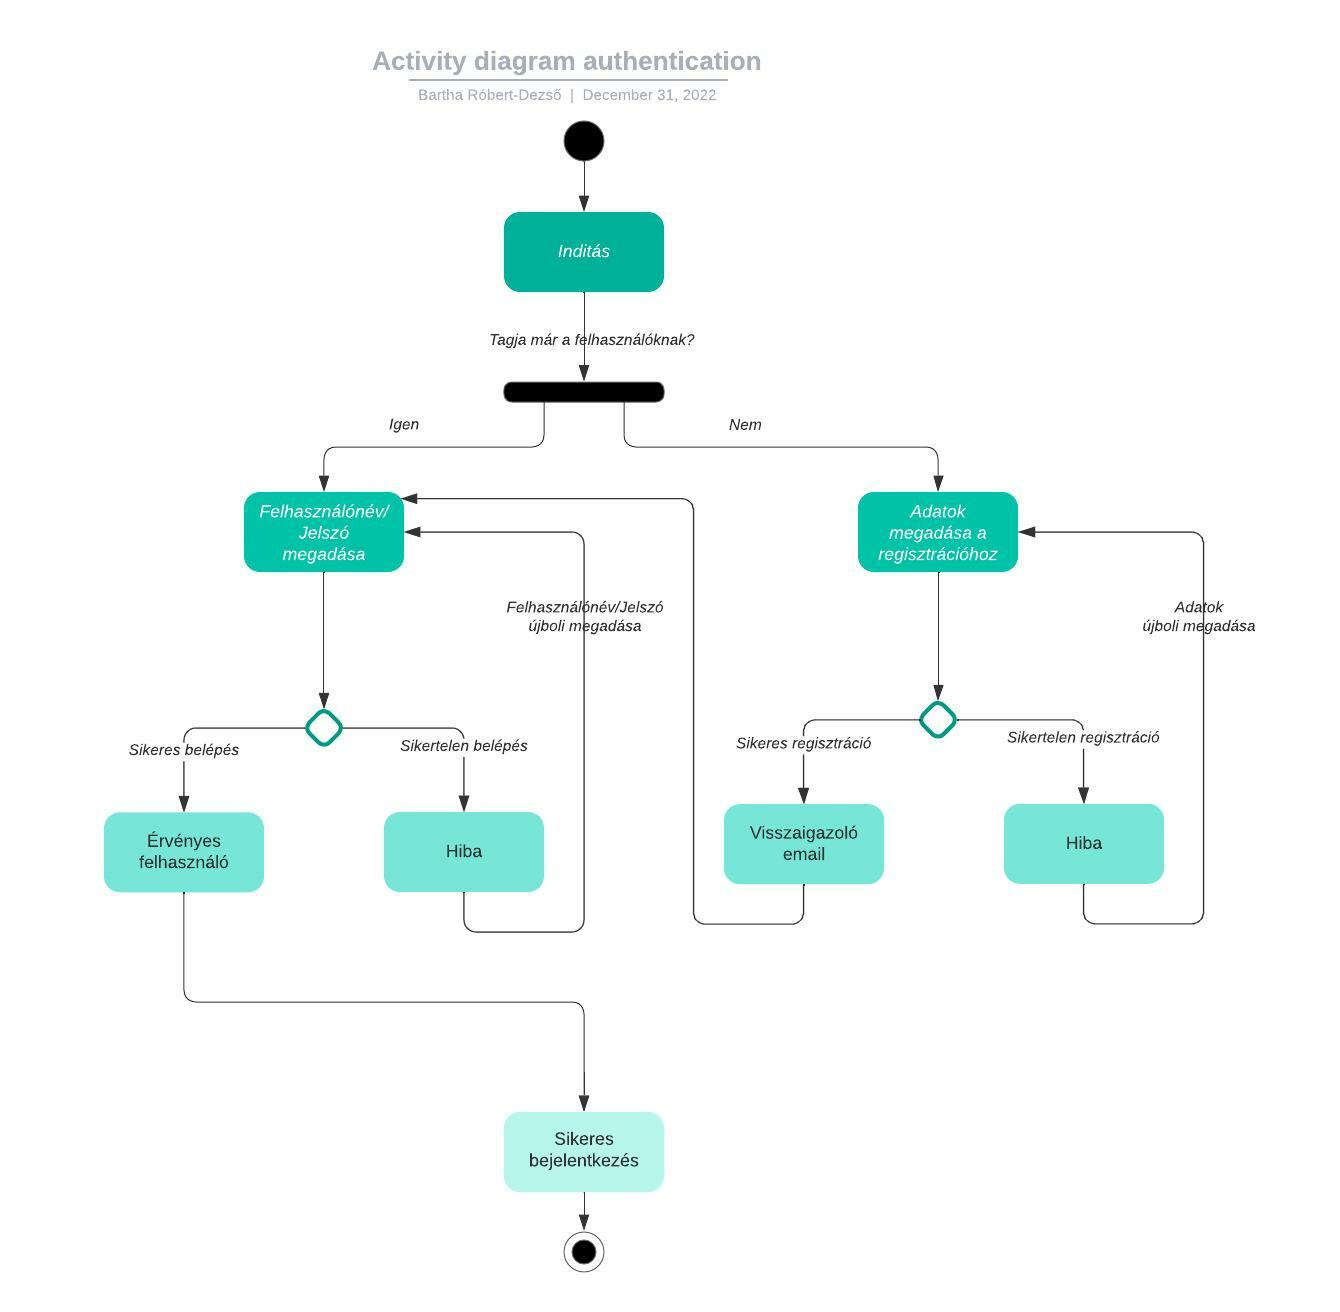 Activity diagram authentication
Bartha Róbert-Dezső | December 31, 2022
Inditás
Tagja már a felhasználóknak?
Igen
Nem
Felhasználónév/
Jelszó
megadása
Adatok
megadása a
regisztrációhoz
Felhasználónév/Jelszó
újboli megadása
Adatok
újboli megadása
Sikeres belépés
Sikertelen belépés
Sikeres regisztráció
Sikertelen regisztráció
Érvényes
felhasználó
Hiba
Visszaigazoló
email
Hiba
Sikeres
bejelentkezés